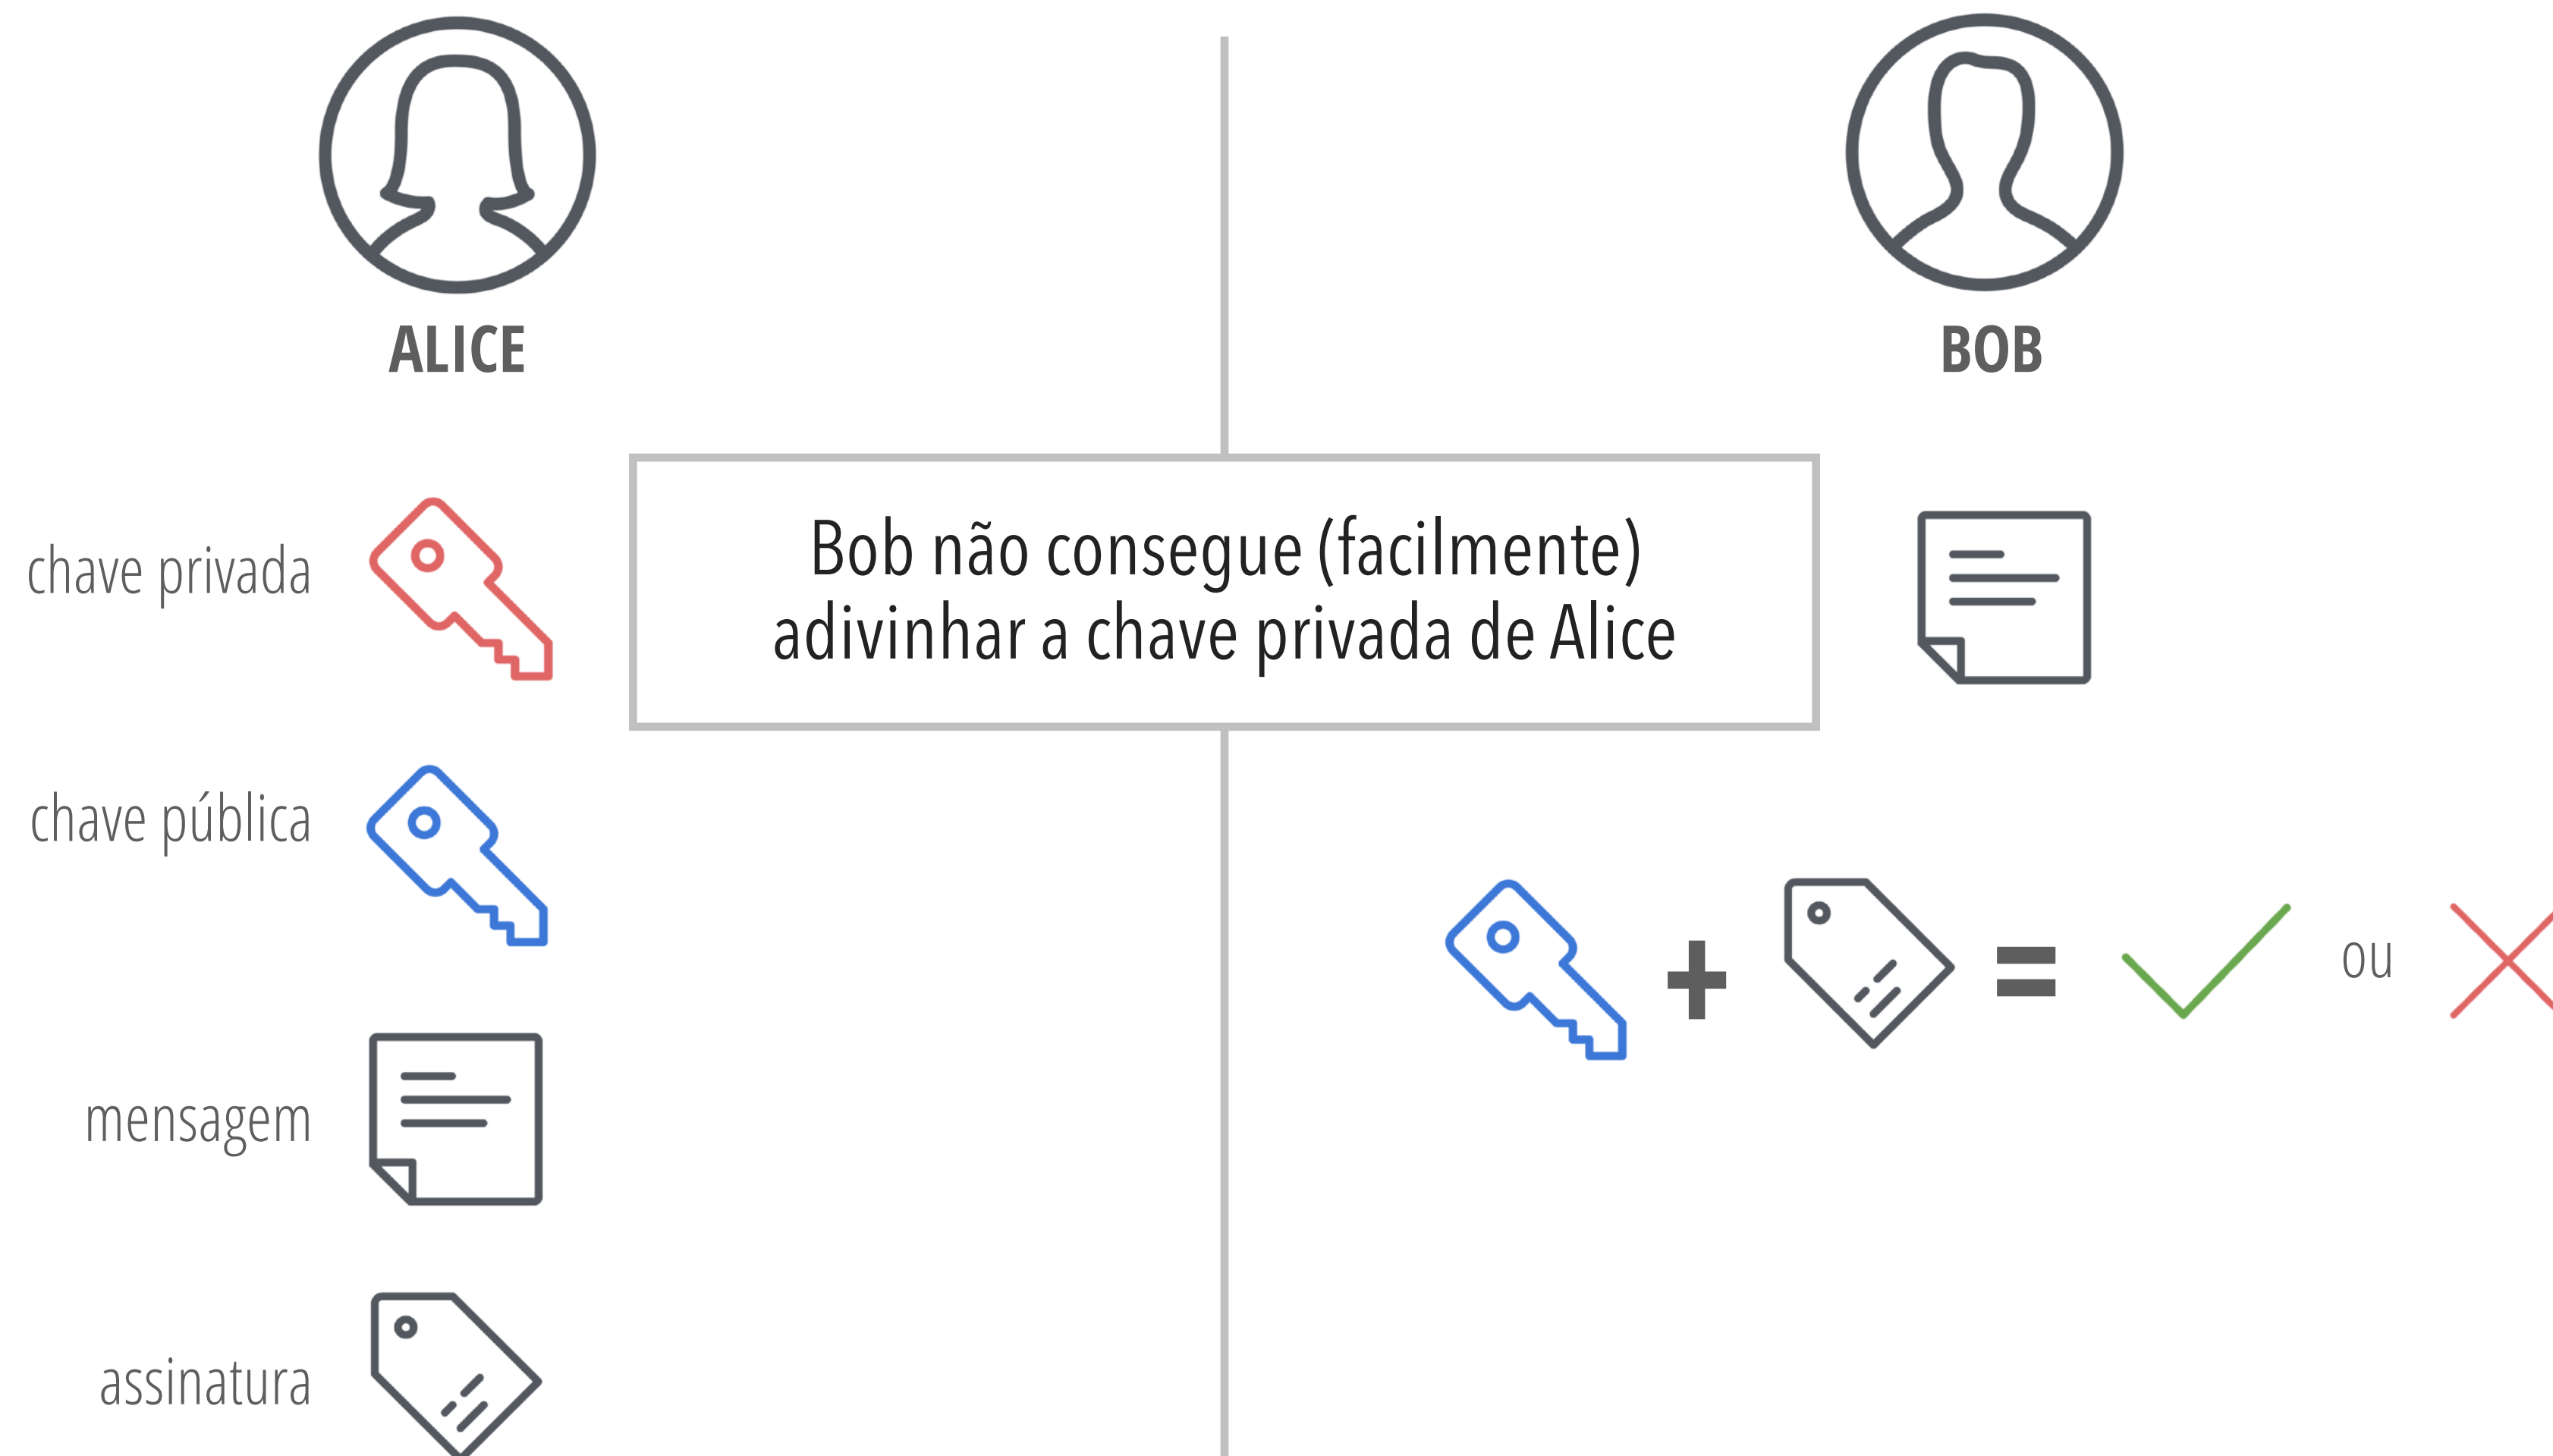 ALICE
BOB
Bob não consegue (facilmente)
adivinhar a chave privada de Alice
chave privada
chave pública
ou
mensagem
assinatura